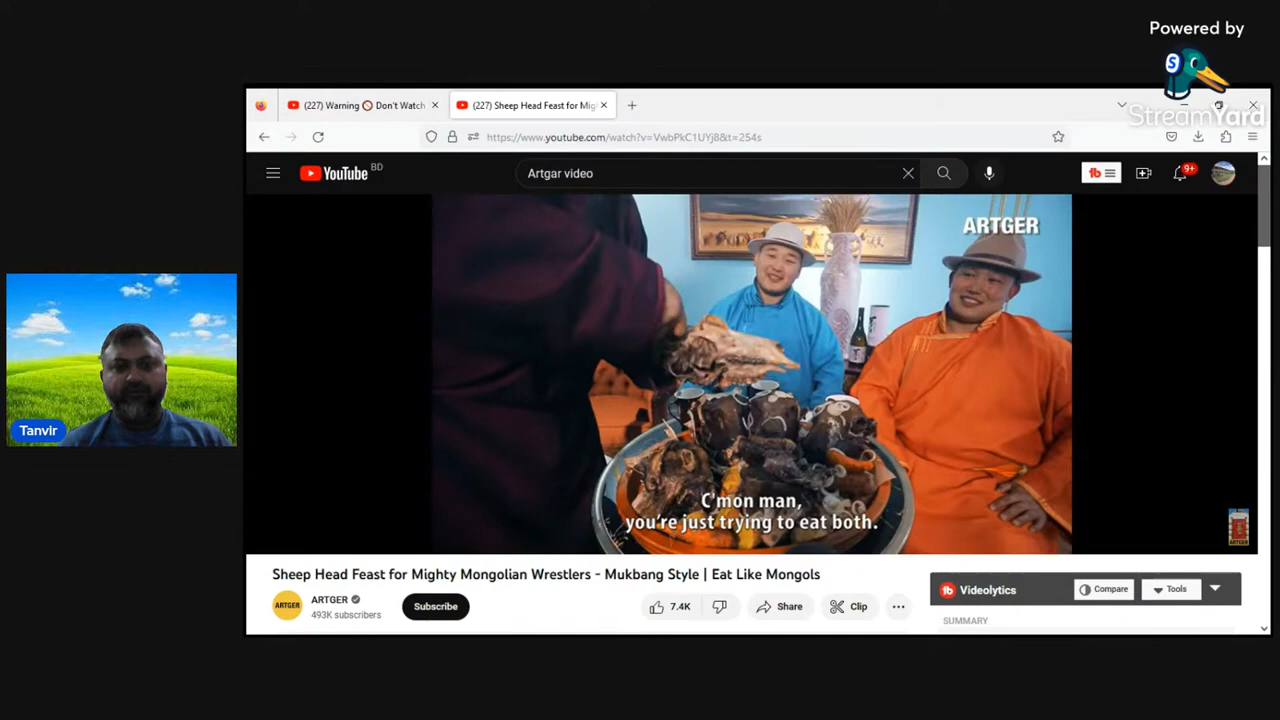 Powered by
S
StreamYard
(227) Warning 🚫 Don't Watch
(227) Sheep Head Feast for Mig
https://www.youtube.com/watch?v=VwbPkC1UYj8&t=254s
YouTube BD
Artgar video
tb
9+
ARTGER
C'mon man,
you're just trying to eat both.
ARTGER
Tanvir
Sheep Head Feast for Mighty Mongolian Wrestlers - Mukbang Style | Eat Like Mongols
ARTGER
ARTGER
493K subscribers
Subscribe
7.4K
Share
Clip
tb
Videolytics
Compare
Tools
SUMMARY